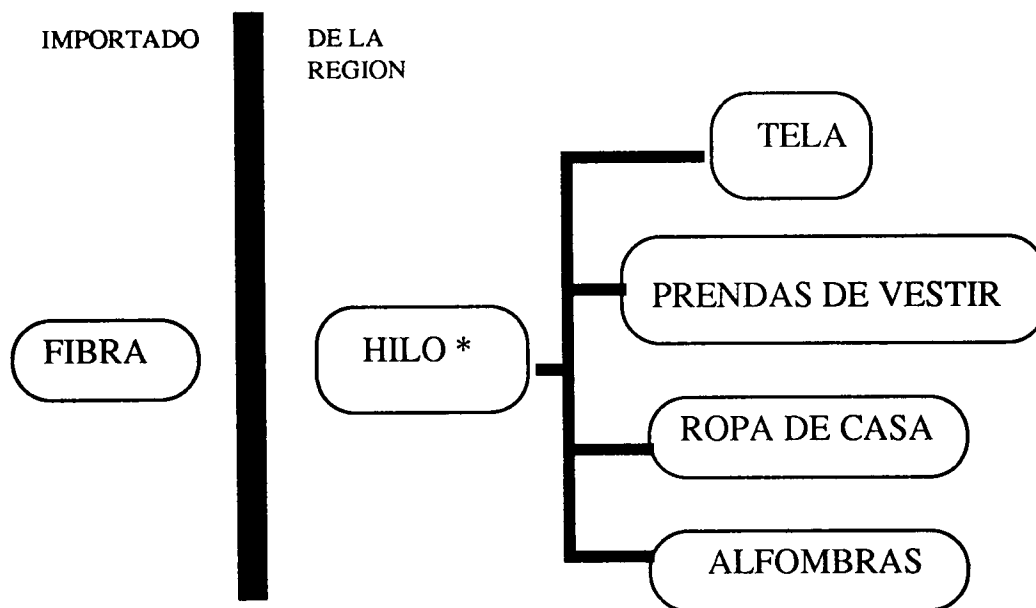 IMPORTADO
DE LA
REGION
TELA
PRENDAS DE VESTIR
FIBRA
HILO *
ROPA DE CASA
ALFOMBRAS